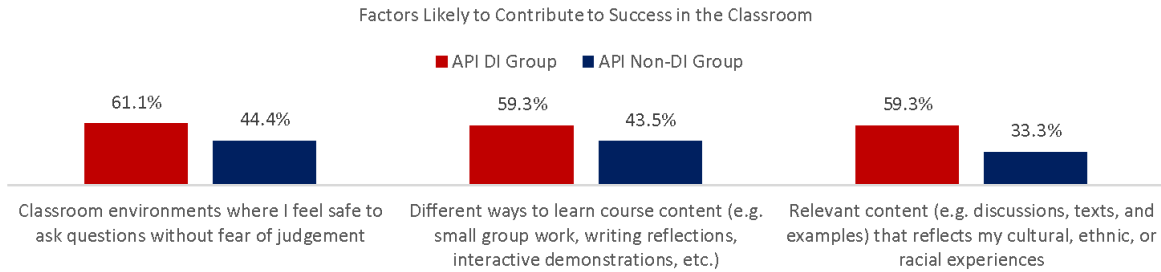 Factors Likely to Contribute to Success in the Classroom
API DI Group API Non-DI Group
61.1% 44.4% 59.3% 43.5% 59.3% 33.3%
Classroom environments where I feel safe to
ask questions without fear of judgement
Different ways to learn course content (e.g.
small group work, writing reflections,
interactive demonstrations, etc.)
Relevant content (e.g. discussions, texts, and
examples) that reflects my cultural, ethnic, or
racial experiences